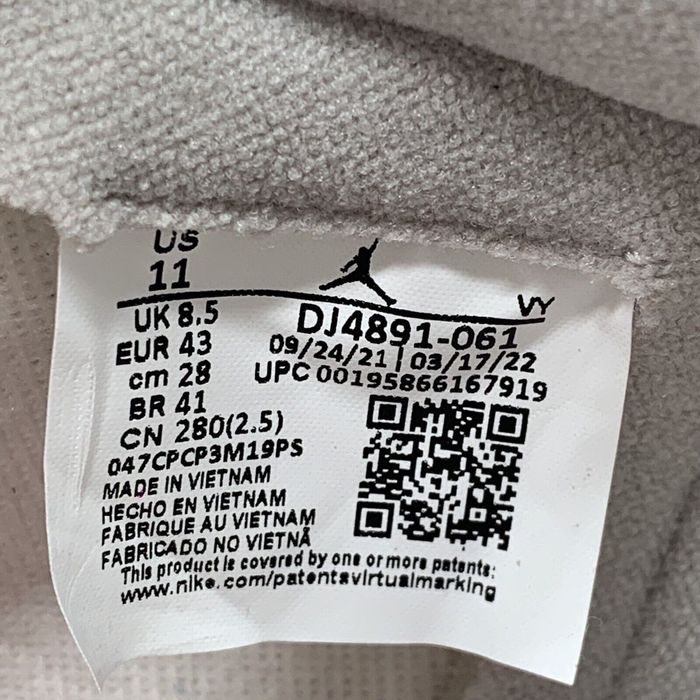 US
11
VY
UK 8.5
EUR 43
cm 28
BR 41
CN 280(2.5)
DJ4891-061
09/24/21 | 03/17/22
UPC 00195866167919
047CPCP3M19PS
MADE IN VIETNAM
HECHO EN VIETNAM
FABRIQUE AU VIETNAM
FABRICADO NO VIETNÃ
This product is covered by one or more patents:
www.nike.com/patentsvirtualmarking